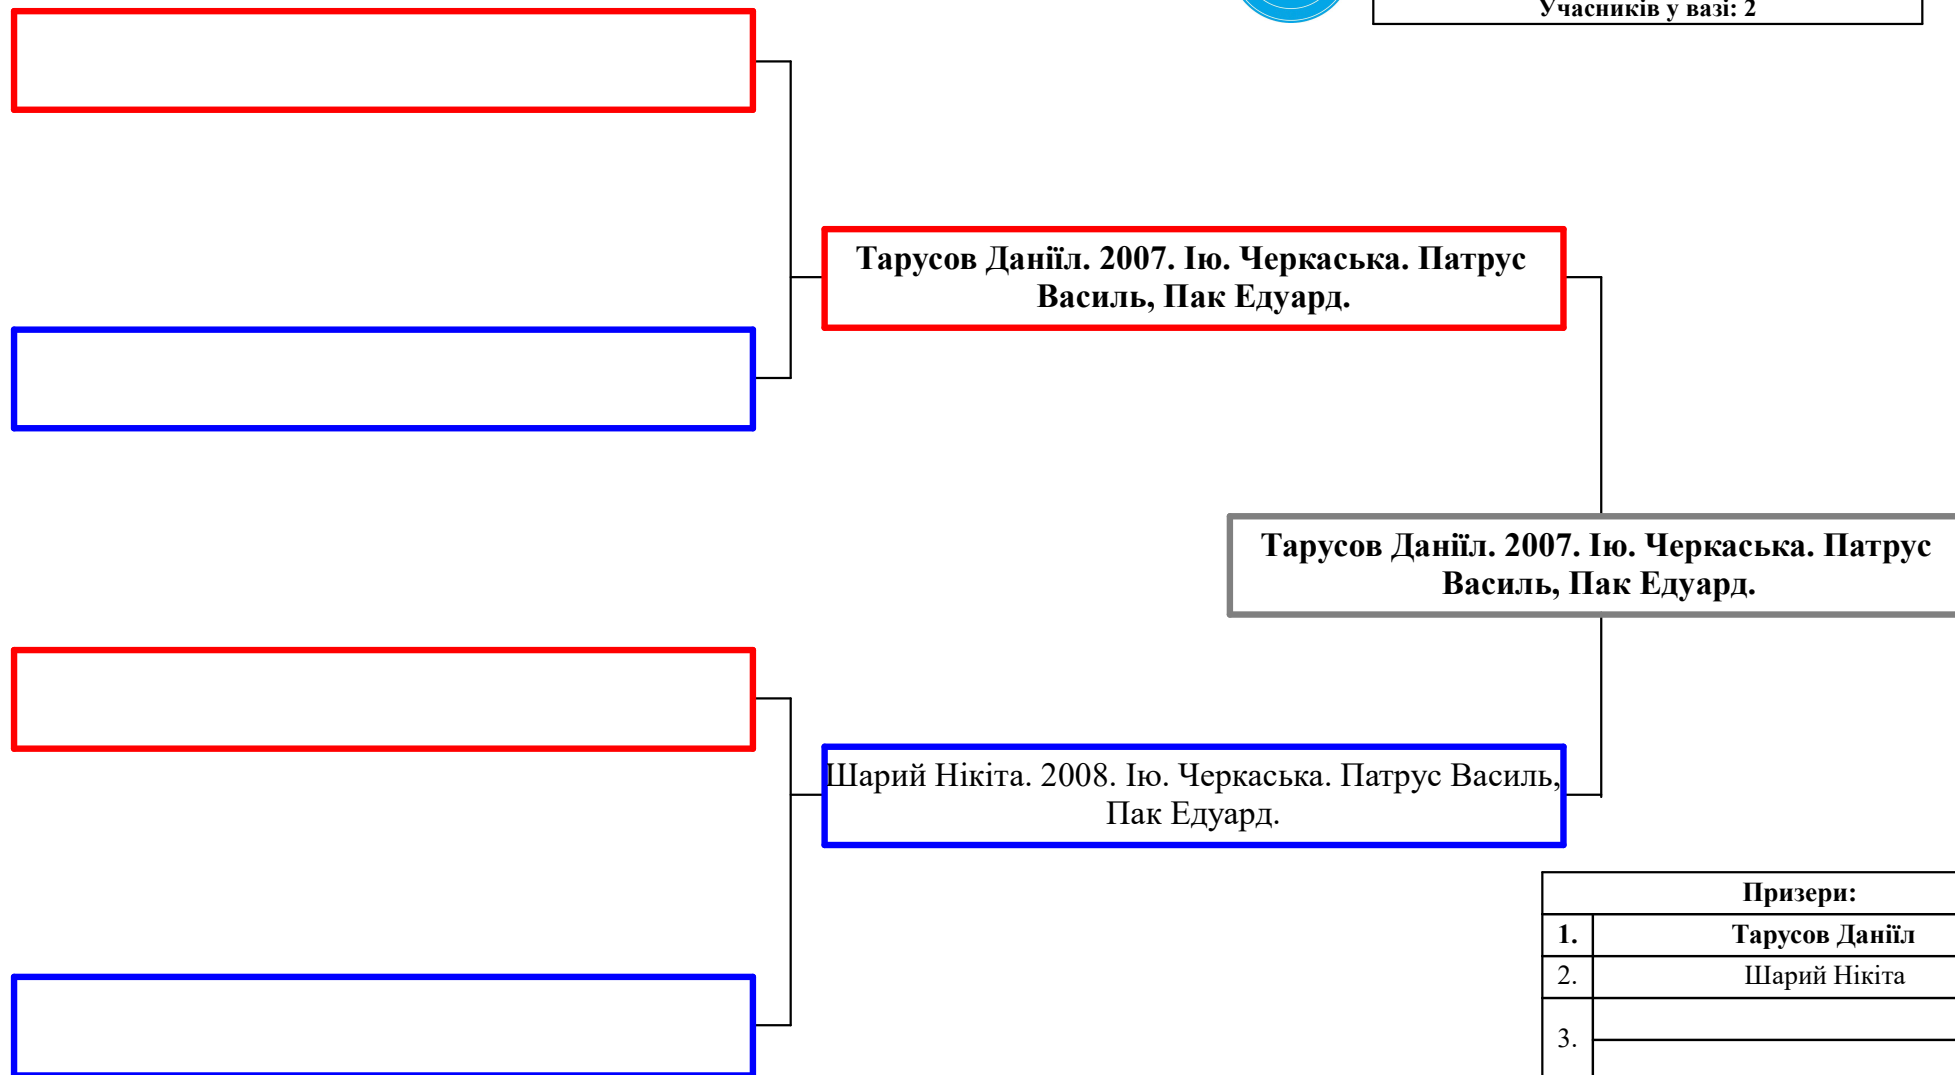 Учасників у вазі: 2
Тарусов Даніїл. 2007. Ію. Черкаська. Патрус
Василь, Пак Едуард.
Тарусов Даніїл. 2007. Ію. Черкаська. Патрус
Василь, Пак Едуард.
Шарий Нікіта. 2008. Ію. Черкаська. Патрус Василь,
Пак Едуард.
Призери:
1. Тарусов Даніїл
2. Шарий Нікіта
3.